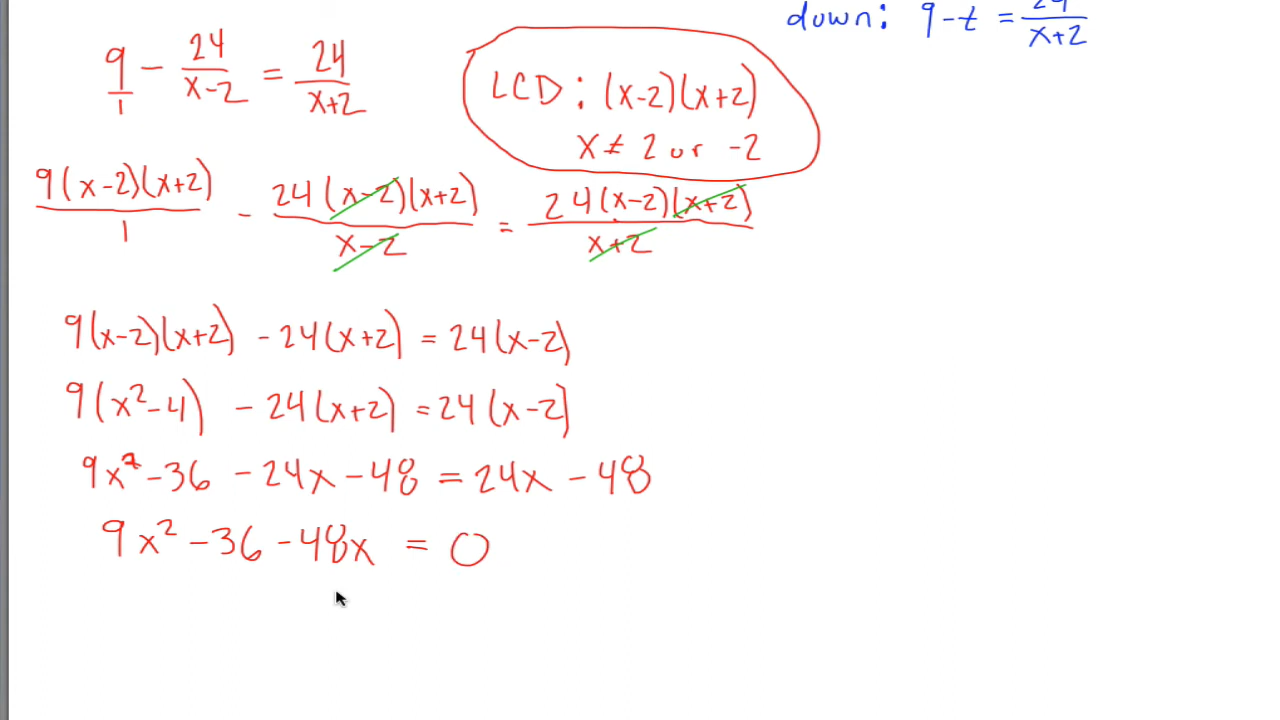 down: 9-t = 24/(x+2)
9/1 - 24/(x-2) = 24/(x+2)
LCD: (x-2)(x+2)
x ≠ 2 or -2
9(x-2)(x+2)/1 - 24(x-2)(x+2)/(x-2) = 24(x-2)(x+2)/(x+2)
9(x-2)(x+2) - 24(x+2) = 24(x-2)
9(x²-4) - 24(x+2) = 24(x-2)
9x² - 36 - 24x - 48 = 24x - 48
9x² - 36 - 48x = 0